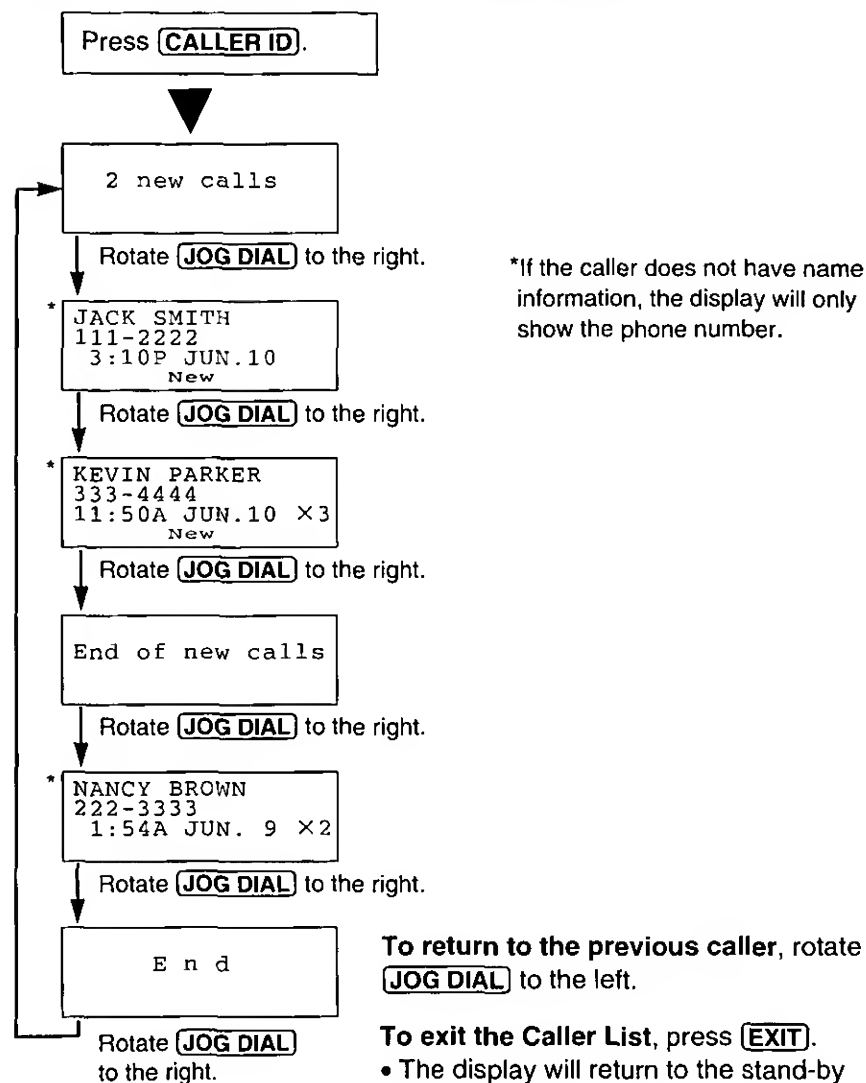 Press CALLER ID.
2 new calls
Rotate JOG DIAL to the right.
*If the caller does not have name
information, the display will only
show the phone number.
*
JACK SMITH
111-2222
3:10P JUN.10
New
Rotate JOG DIAL to the right.
*
KEVIN PARKER
333-4444
11:50A JUN.10 ×3
New
Rotate JOG DIAL to the right.
End of new calls
Rotate JOG DIAL to the right.
*
NANCY BROWN
222-3333
1:54A JUN. 9 ×2
Rotate JOG DIAL to the right.
E n d
Rotate JOG DIAL
to the right.
To return to the previous caller, rotate
JOG DIAL to the left.
To exit the Caller List, press EXIT.
• The display will return to the stand-by